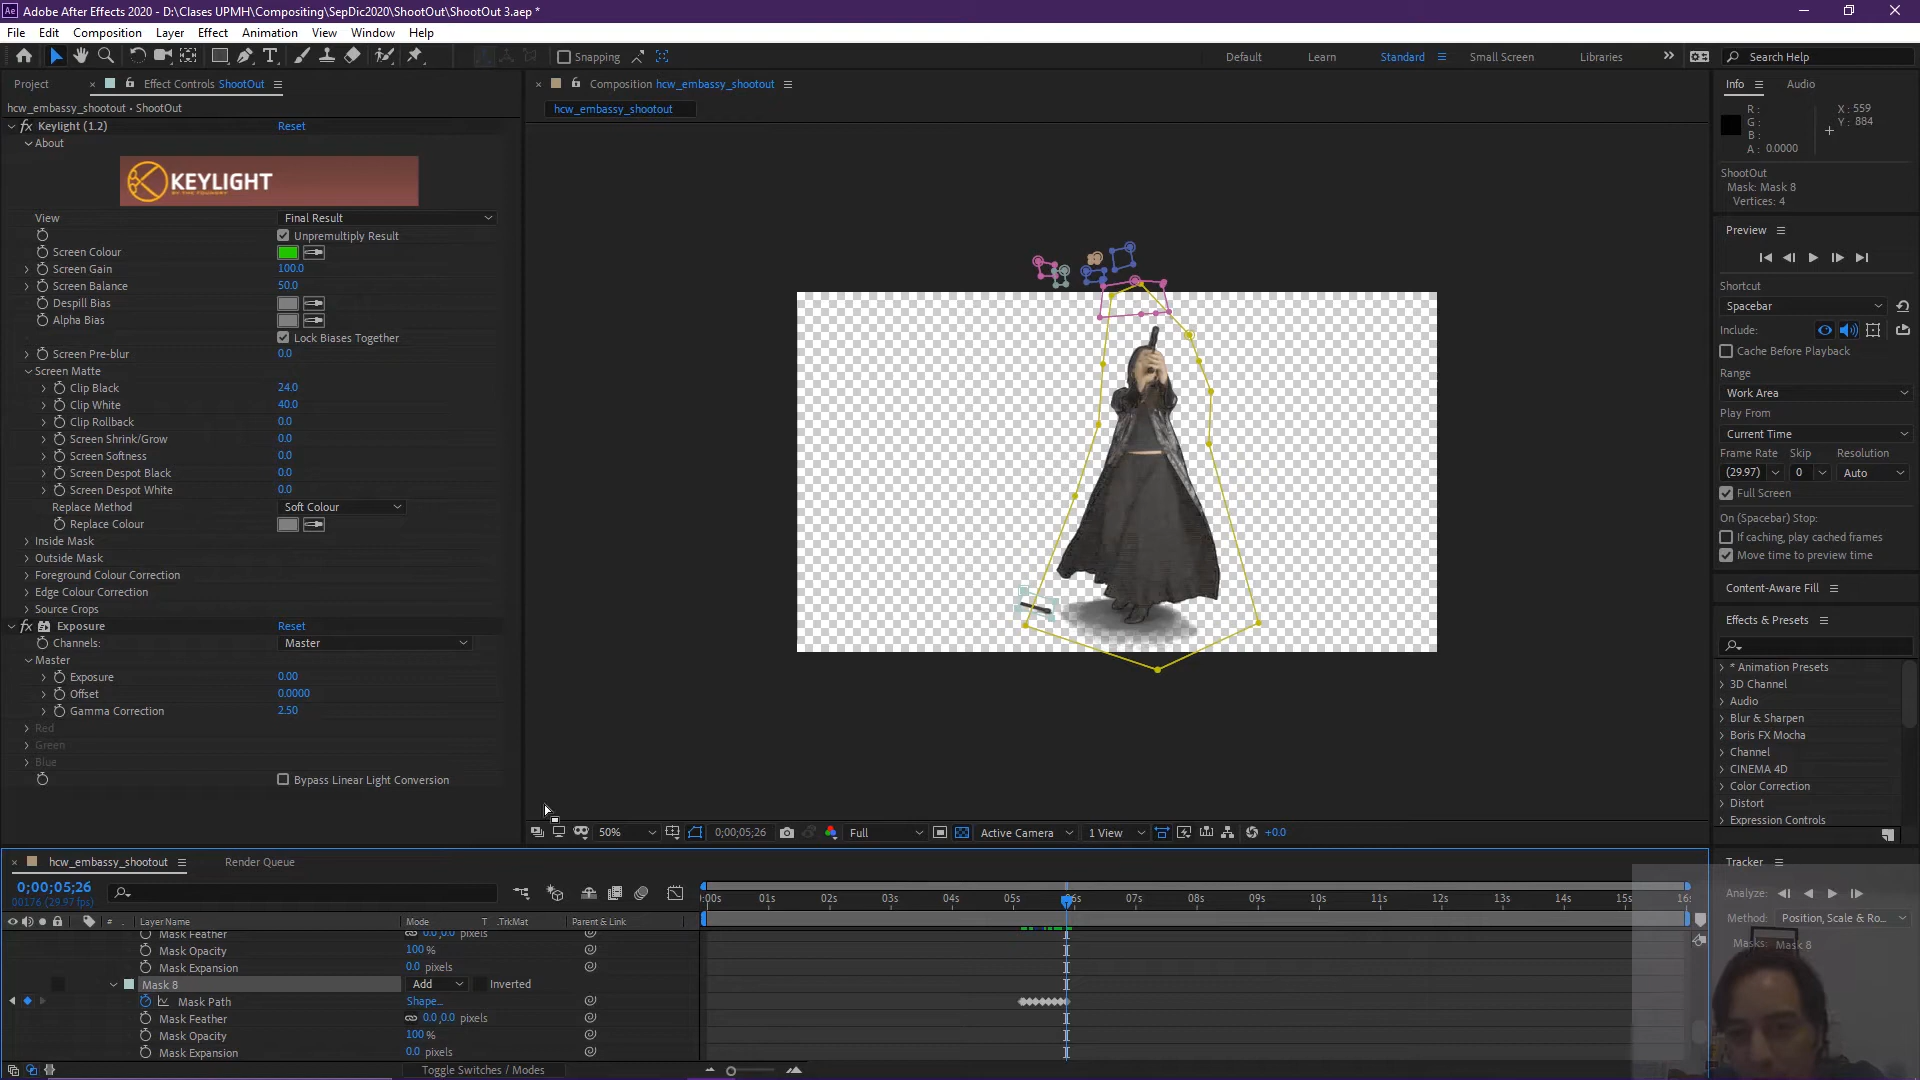 Adobe After Effects 2020 - D:\Clases UPMH\Compositing\SepDic2020\ShootOut\ShootOut 3.aep *
File Edit Composition Layer Effect Animation View Window Help
Snapping Default Learn Standard Small Screen Libraries Search Help
Project Effect Controls ShootOut
hcw_embassy_shootout • ShootOut
Keylight (1.2) Reset
About
KEYLIGHT
View Final Result
Unpremultiply Result
Screen Colour
Screen Gain 100.0
Screen Balance 50.0
Despill Bias
Alpha Bias
Lock Biases Together
Screen Pre-blur 0.0
Screen Matte
Clip Black 24.0
Clip White 40.0
Clip Rollback 0.0
Screen Shrink/Grow 0.0
Screen Softness 0.0
Screen Despot Black 0.0
Screen Despot White 0.0
Replace Method Soft Colour
Replace Colour
Inside Mask
Outside Mask
Foreground Colour Correction
Edge Colour Correction
Source Crops
Exposure Reset
Channels: Master
Master
Exposure 0.00
Offset 0.0000
Gamma Correction 2.50
Red
Green
Blue
Bypass Linear Light Conversion
Composition hcw_embassy_shootout
hcw_embassy_shootout
50% 0;00;05;26 Full Active Camera 1 View +0.0
Info Audio
R :
G :
B :
A : 0.0000
X : 559
Y : 884
ShootOut
Mask: Mask 8
Vertices: 4
Preview
Shortcut
Spacebar
Include:
Cache Before Playback
Range
Work Area
Play From
Current Time
Frame Rate Skip Resolution
(29.97) 0 Auto
Full Screen
On (Spacebar) Stop:
If caching, play cached frames
Move time to preview time
Content-Aware Fill
Effects & Presets
* Animation Presets
3D Channel
Audio
Blur & Sharpen
Boris FX Mocha
Channel
CINEMA 4D
Color Correction
Distort
Expression Controls
Tracker
Analyze:
Method: Position, Scale & Ro...
Masks: Mask 8
hcw_embassy_shootout Render Queue
0;00;05;26
00176 (29.97 fps)
# Layer Name Mode T .TrkMat Parent & Link
:00s 01s 02s 03s 04s 05s 6s 07s 08s 09s 10s 11s 12s 13s 14s 15s 16s
Mask Feather 0.0,0.0 pixels
Mask Opacity 100 %
Mask Expansion 0.0 pixels
Mask 8 Add Inverted
Mask Path Shape...
Mask Feather 0.0,0.0 pixels
Mask Opacity 100 %
Mask Expansion 0.0 pixels
Toggle Switches / Modes